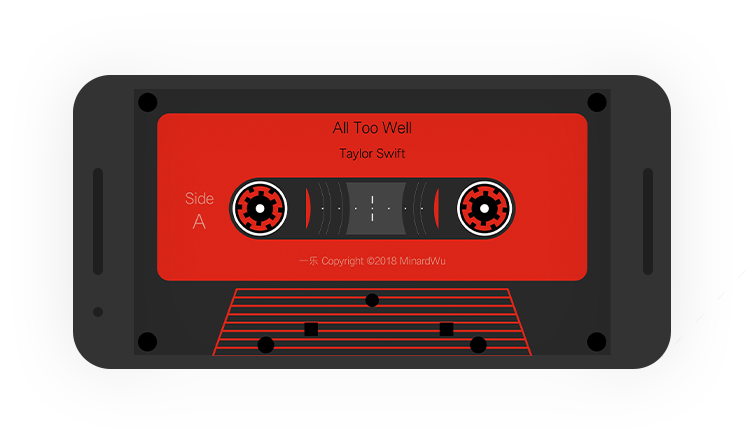 All Too Well
Taylor Swift
Side
A
一乐 Copyright ©2018 MinardWu